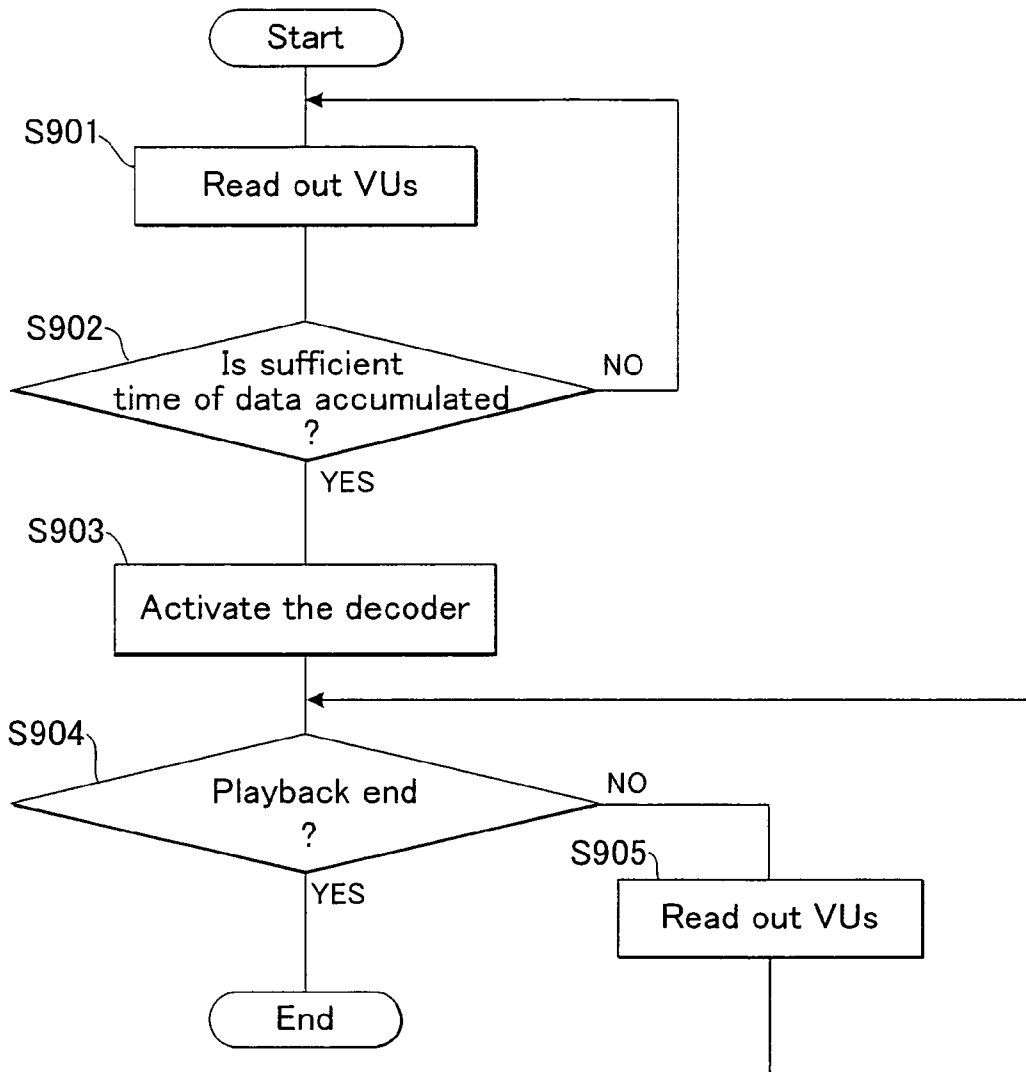 Start
S901
Read out VUs
S902
Is sufficient
time of data accumulated
?
NO
YES
S903
Activate the decoder
S904
Playback end
?
NO
YES
S905
Read out VUs
End